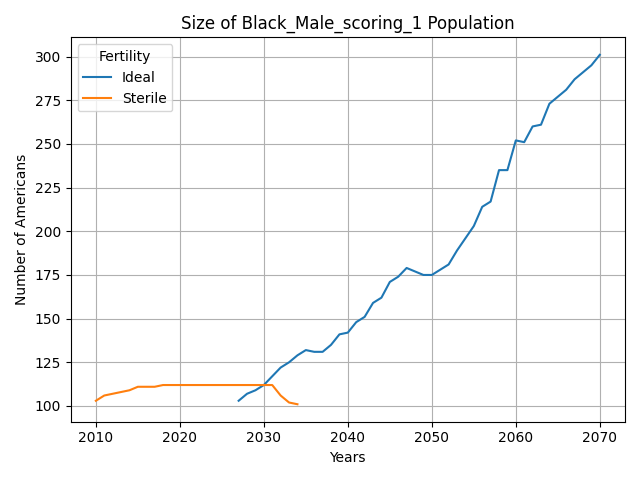 Size of Black_Male_scoring_1 Population
Fertility
Ideal
Sterile
Number of Americans
300
275
250
225
200
175
150
125
100
2010 2020 2030 2040 2050 2060 2070
Years